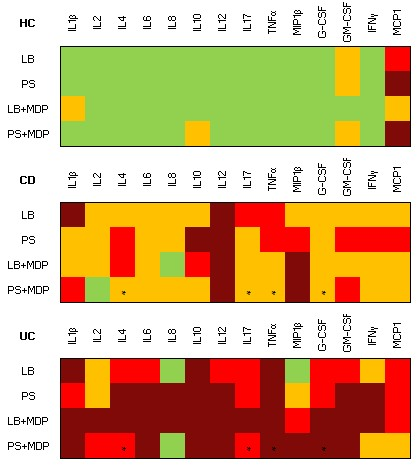 HC IL1β IL2 IL4 IL6 IL8 IL10 IL12 IL17 TNFα MIP1β G-CSF GM-CSF IFNγ MCP1
LB
PS
LB+MDP
PS+MDP
CD IL1β IL2 IL4 IL6 IL8 IL10 IL12 IL17 TNFα MIP1β G-CSF GM-CSF IFNγ MCP1
LB
PS
LB+MDP
PS+MDP * * * *
UC IL1β IL2 IL4 IL6 IL8 IL10 IL12 IL17 TNFα MIP1β G-CSF GM-CSF IFNγ MCP1
LB
PS
LB+MDP
PS+MDP * * * *